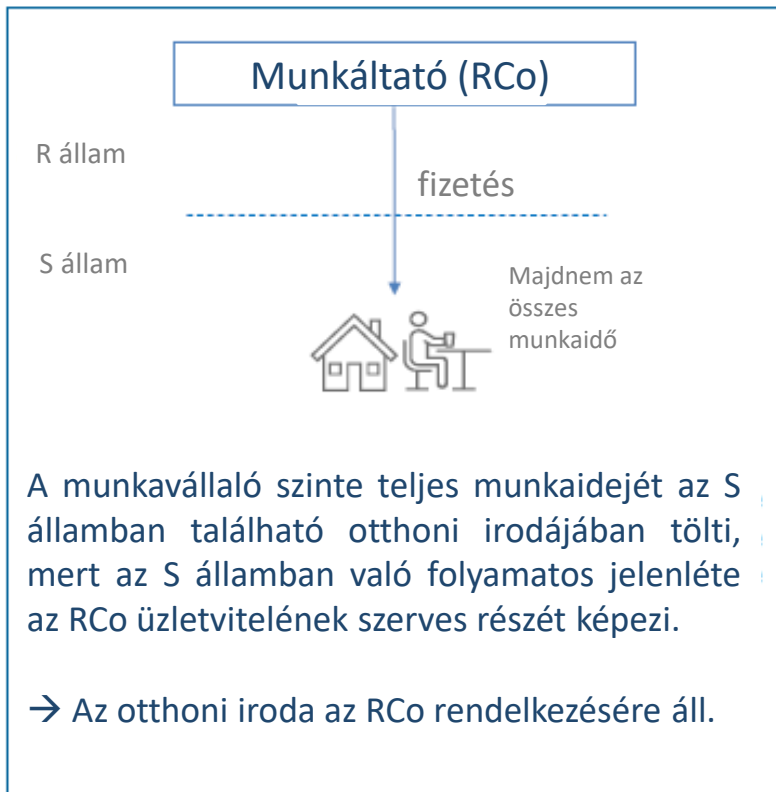 Munkáltató (RCo)
R állam
fizetés
S állam
Majdnem az
összes
munkaidő
A munkavállaló szinte teljes munkaidejét az S
államban található otthoni irodájában tölti,
mert az S államban való folyamatos jelenléte
az RCo üzletvitelének szerves részét képezi.
→ Az otthoni iroda az RCo rendelkezésére áll.